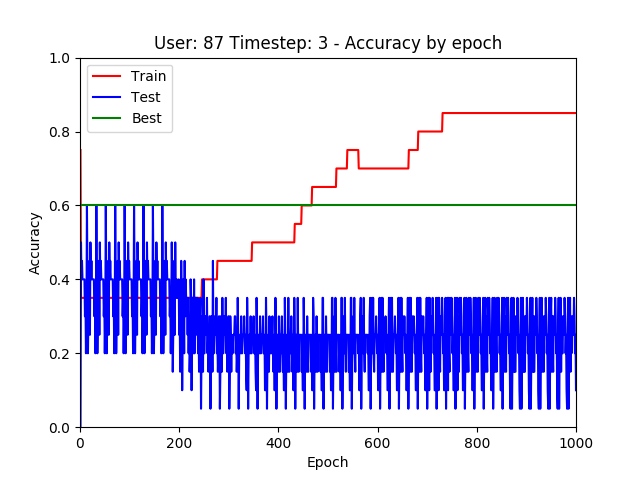 User: 87 Timestep: 3 - Accuracy by epoch
Train
Test
Best
Accuracy
1.0
0.8
0.6
0.4
0.2
0.0
0 200 400 600 800 1000
Epoch